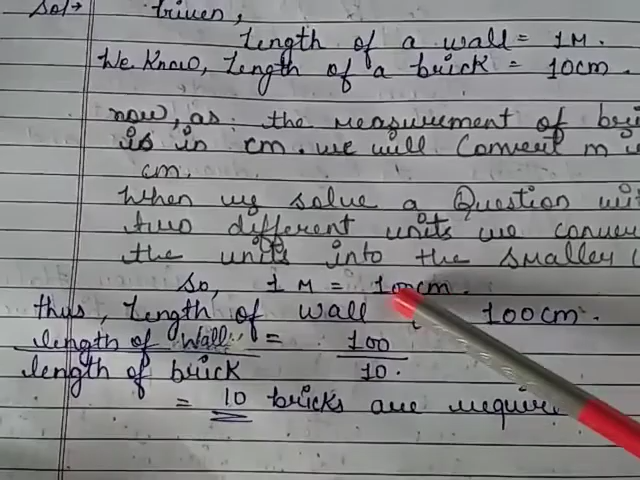 Sol→ Given,
Length of a wall = 1M.
We Know, Length of a brick = 10cm.
now, as the measurement of
is in cm. we will convert m
cm.
When we solve a Question
two different units we
the units into the smaller
So, 1 M = 100cm.
thus, Length of wall 100cm.
length of wall = 100
length of brick 10.
= 10 bricks are